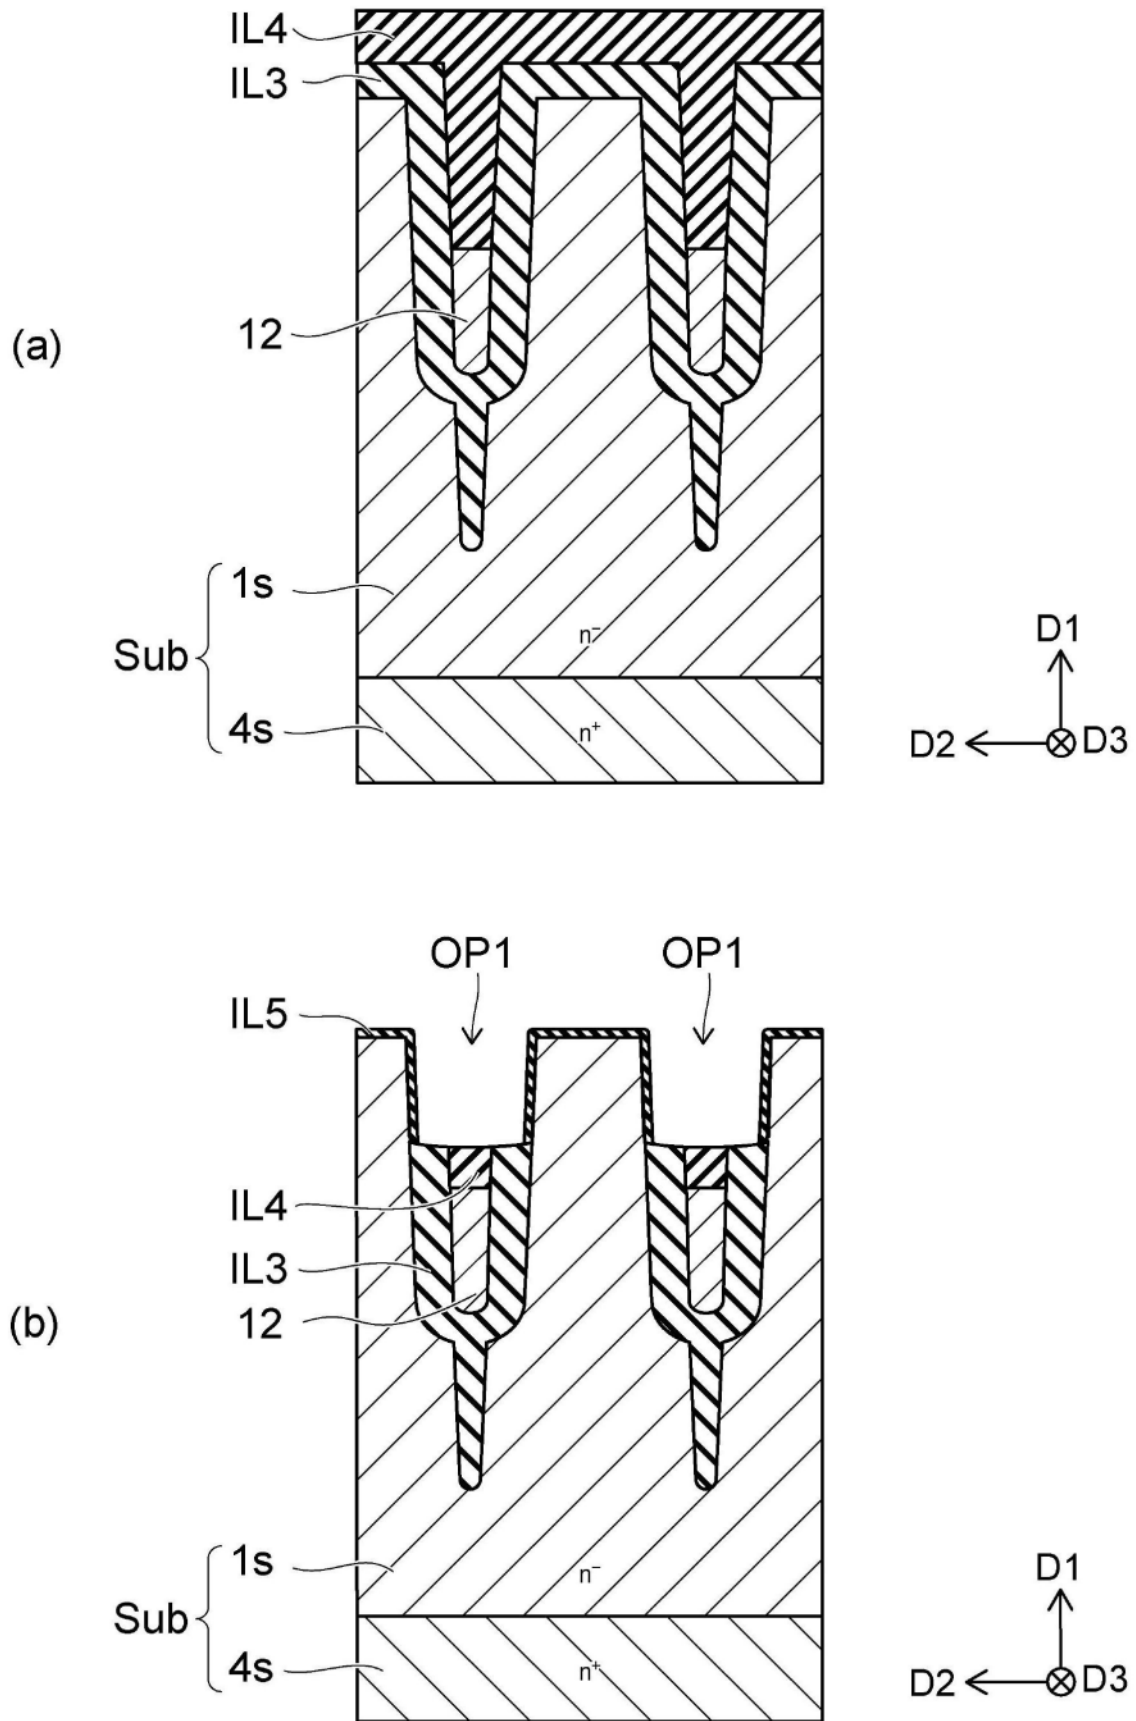 IL4
IL3
12
(a)
1s
Sub
n⁻
4s
n⁺
D1
D2
D3
OP1 OP1
IL5
IL4
IL3
12
(b)
1s
Sub
n⁻
4s
n⁺
D1
D2
D3